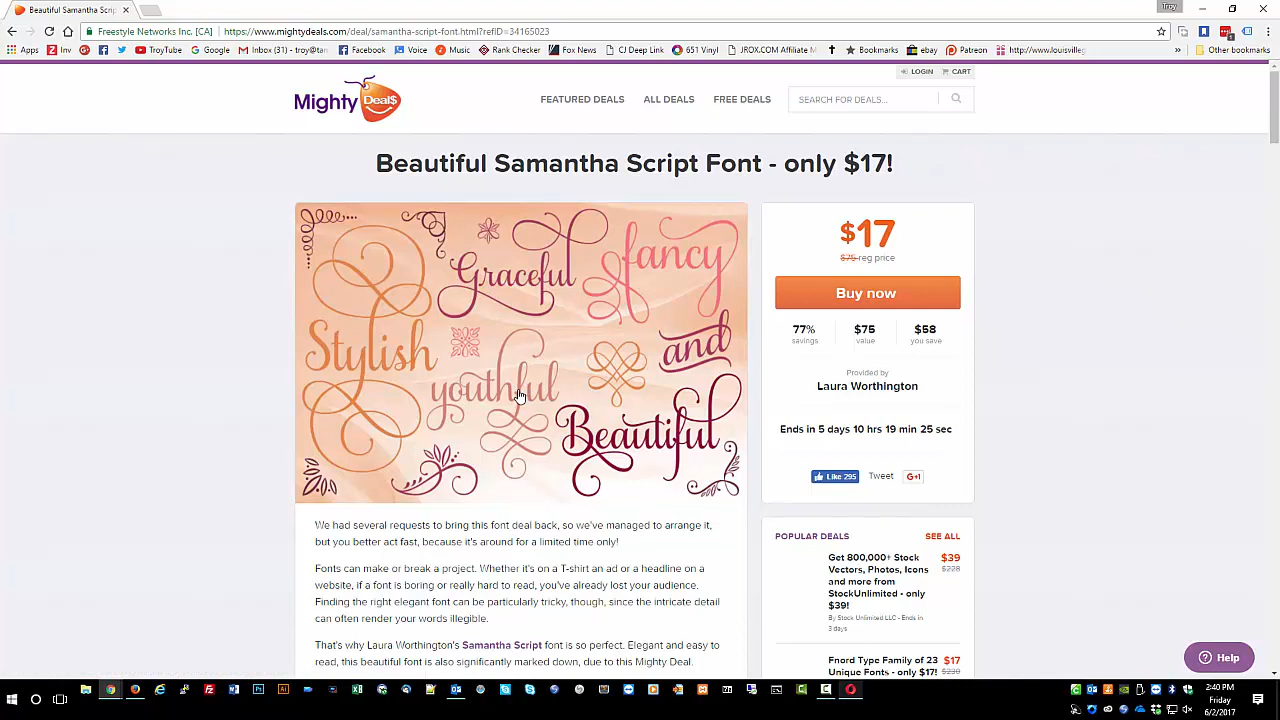 Beautiful Samantha Scrip
Troy
Freestyle Networks Inc. [CA]
https://www.mightydeals.com/deal/samantha-script-font.html?refID=34165023
Apps
Inv
Google+
Facebook
TroyTube
Google
Inbox (31) - troy@tan
Facebook
Voice
Music
Rank Checker
Fox News
CJ Deep Link
651 Vinyl
JROX.COM Affiliate M
Bookmarks
ebay
Patreon
http://www.louisvilleg
Other bookmarks
LOGIN
CART
Mighty Deal$
FEATURED DEALS
ALL DEALS
FREE DEALS
SEARCH FOR DEALS...
Beautiful Samantha Script Font - only $17!
Graceful
fancy
Stylish
and
youthful
Beautiful
$17
$75 reg price
Buy now
77%
$75
$58
savings
value
you save
Provided by
Laura Worthington
Ends in 5 days 10 hrs 19 min 25 sec
Like 295
Tweet
G+1
We had several requests to bring this font deal back, so we've managed to arrange it,
but you better act fast, because it's around for a limited time only!
Fonts can make or break a project. Whether it's on a T-shirt an ad or a headline on a
website, if a font is boring or really hard to read, you've already lost your audience.
Finding the right elegant font can be particularly tricky, though, since the intricate detail
can often render your words illegible.
That's why Laura Worthington's Samantha Script font is so perfect. Elegant and easy to
read, this beautiful font is also significantly marked down, due to this Mighty Deal.
POPULAR DEALS
SEE ALL
Get 800,000+ Stock
Vectors, Photos, Icons
and more from
StockUnlimited - only
$39!
$39
$228
By Stock Unlimited LLC - Ends in
3 days
Fnord Type Family of 23
Unique Fonts - only $17!
$17
$230
Help
2:40 PM
Friday
6/2/2017